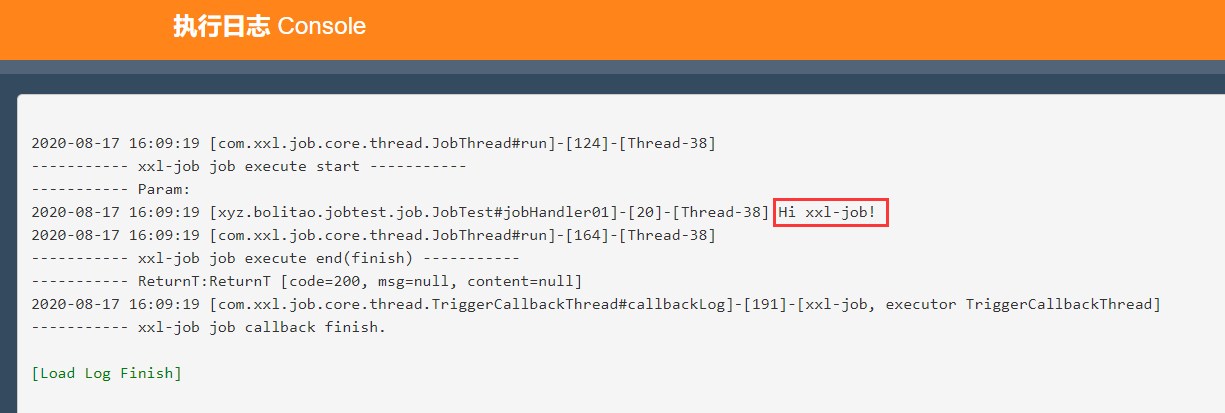 执行日志 Console
2020-08-17 16:09:19 [com.xxl.job.core.thread.JobThread#run]-[124]-[Thread-38]
----------- xxl-job job execute start -----------
----------- Param:
2020-08-17 16:09:19 [xyz.bolitao.jobtest.job.JobTest#jobHandler01]-[20]-[Thread-38] Hi xxl-job!
2020-08-17 16:09:19 [com.xxl.job.core.thread.JobThread#run]-[164]-[Thread-38]
----------- xxl-job job execute end(finish) -----------
----------- ReturnT:ReturnT [code=200, msg=null, content=null]
2020-08-17 16:09:19 [com.xxl.job.core.thread.TriggerCallbackThread#callbackLog]-[191]-[xxl-job, executor TriggerCallbackThread]
----------- xxl-job job callback finish.
[Load Log Finish]